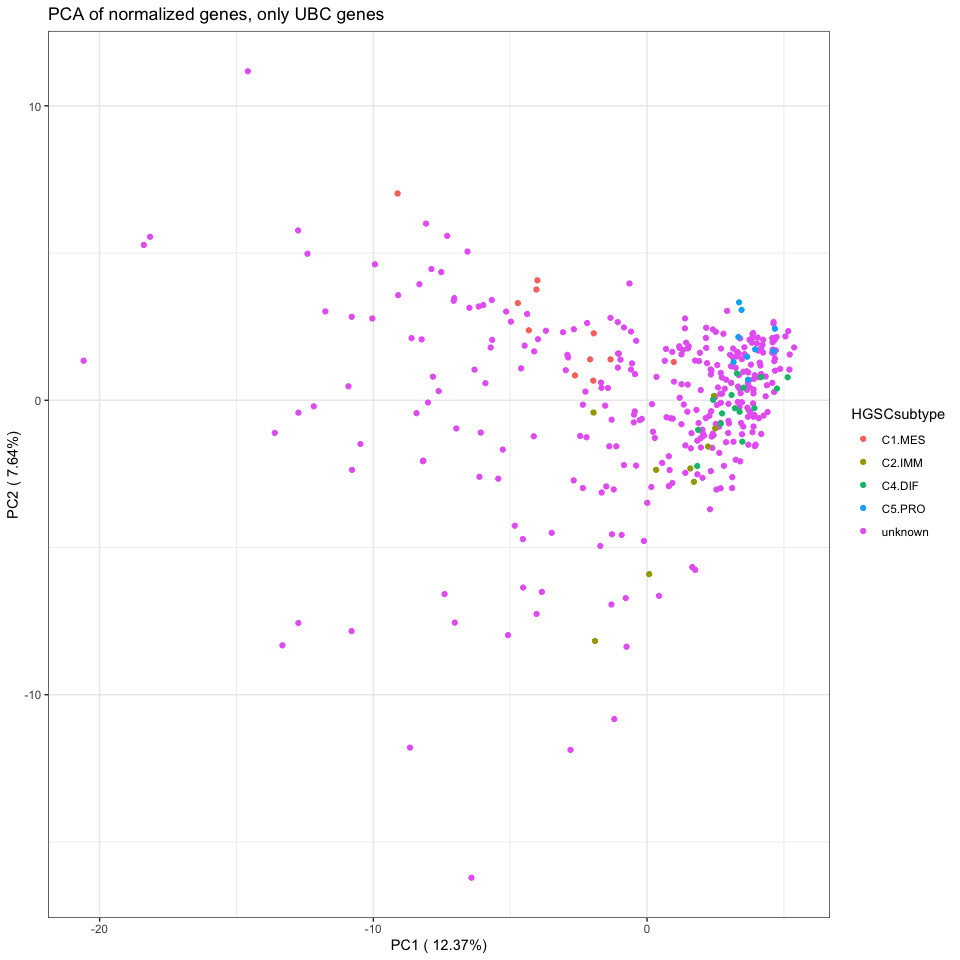 PCA of normalized genes, only UBC genes
10
0
-10
PC2 ( 7.64%)
-20
-10
0
PC1 ( 12.37%)
HGSCsubtype
C1.MES
C2.IMM
C4.DIF
C5.PRO
unknown